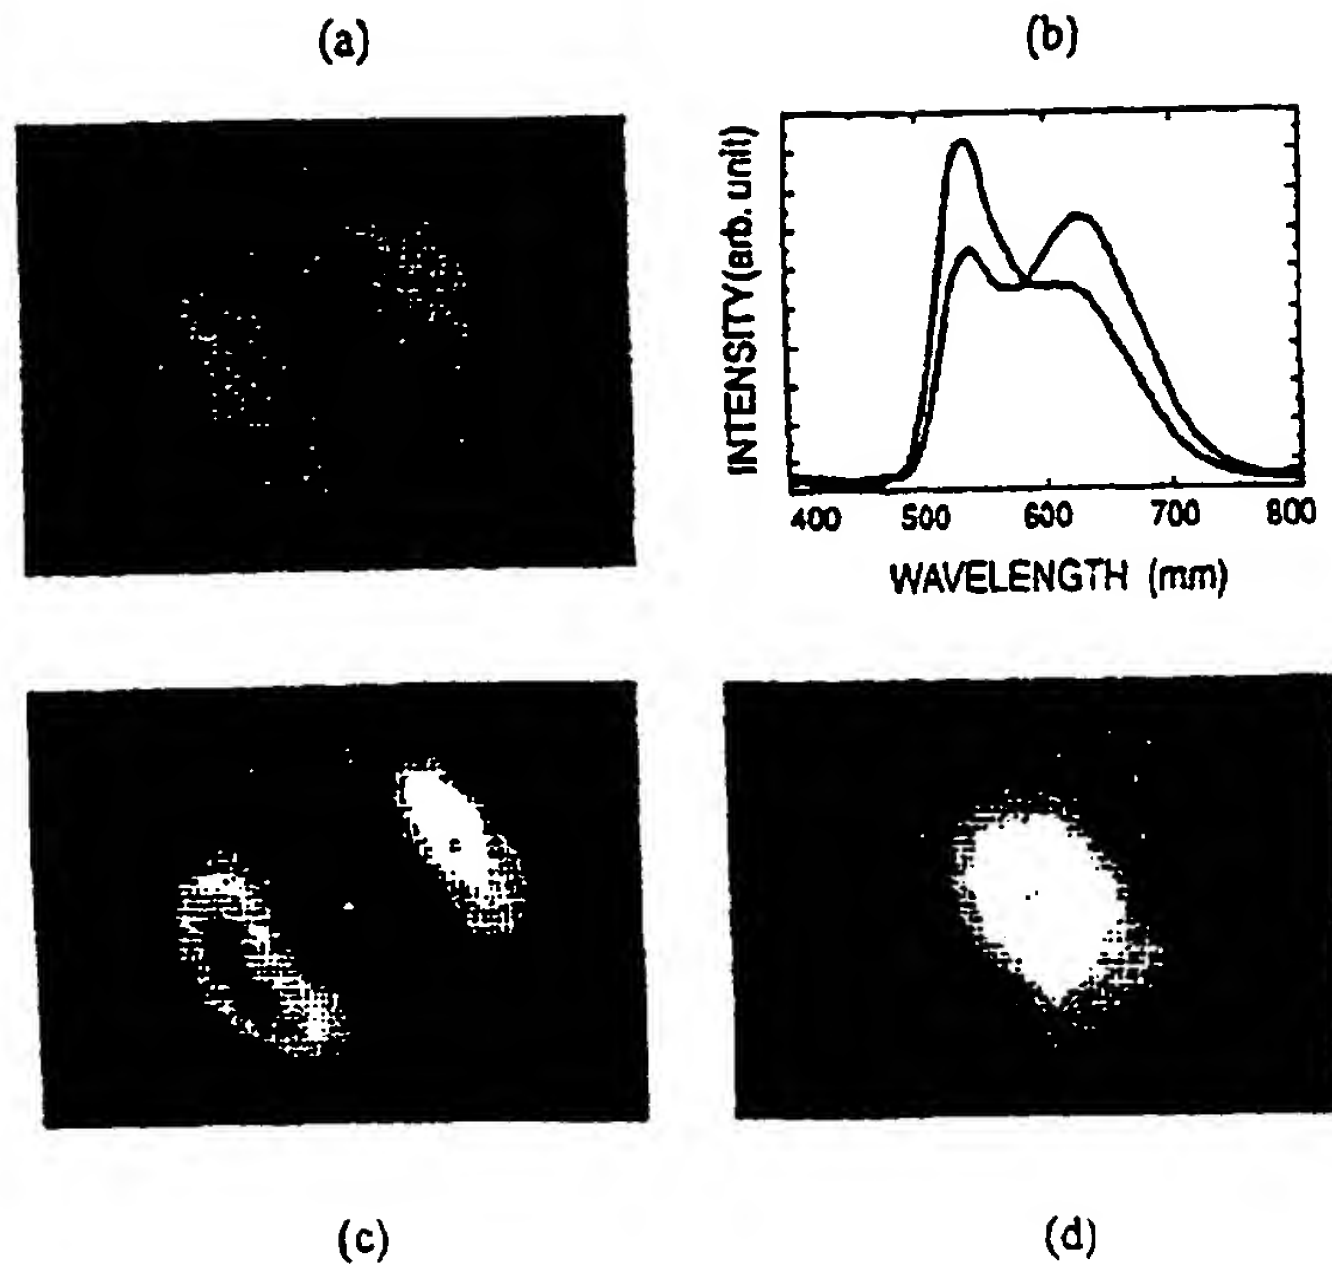 (a)
(b)
INTENSITY(arb. unit)
400 500 600 700 800
WAVELENGTH (mm)
(c)
(d)